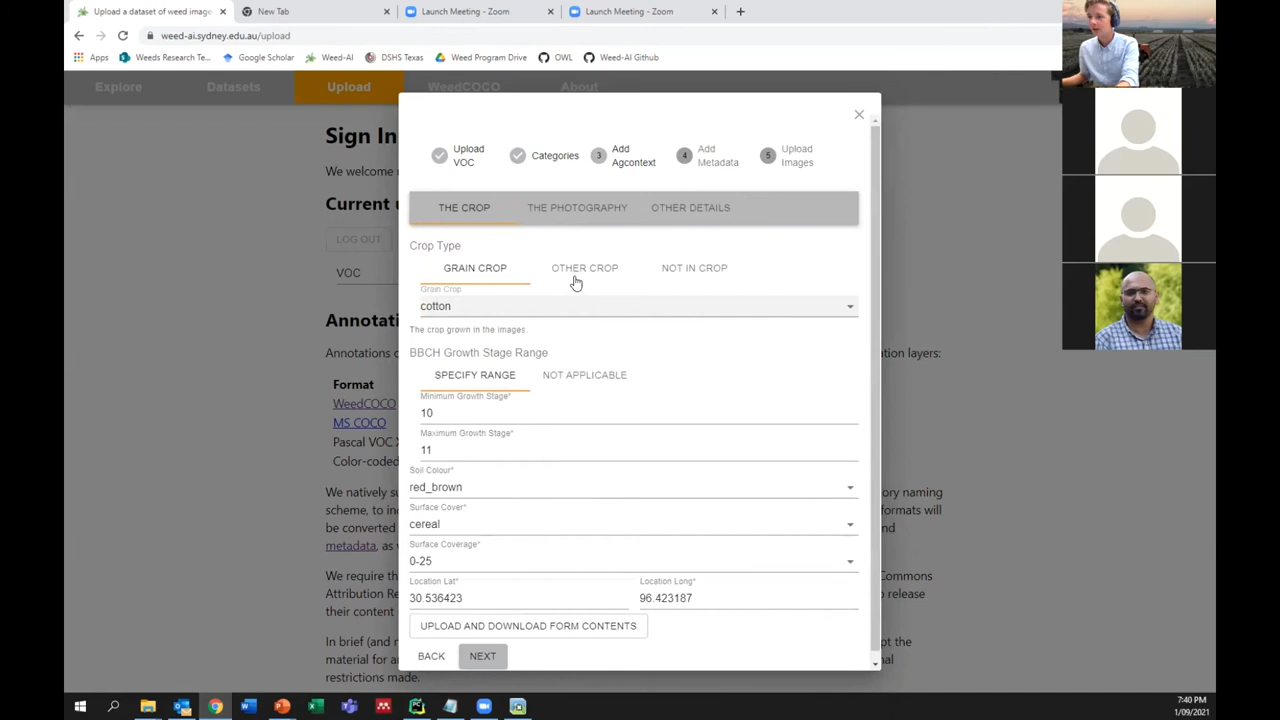 Upload a dataset of weed image
New Tab
Launch Meeting - Zoom
Launch Meeting - Zoom
weed-ai.sydney.edu.au/upload
Apps
Weeds Research Te...
Google Scholar
Weed-AI
DSHS Texas
Weed Program Drive
OWL
Weed-AI Github
Explore
Datasets
Upload
WeedCOCO
About
Sign In
We welcome
Current u
LOG OUT
VOC
Annotatio
Annotations c
ation layers:
Format
WeedCOCO
MS COCO
Pascal VOC X
Color-coded
We natively su
ory naming
scheme, to in
formats will
be converted
n and
metadata, as
We require th
Commons
Attribution Re
o release
their content
In brief (and n
pt the
material for a
nal
restrictions made.
Upload
VOC
Categories
3
Add
Agcontext
4
Add
Metadata
5
Upload
Images
THE CROP
THE PHOTOGRAPHY
OTHER DETAILS
Crop Type
GRAIN CROP
OTHER CROP
NOT IN CROP
Grain Crop
cotton
The crop grown in the images.
BBCH Growth Stage Range
SPECIFY RANGE
NOT APPLICABLE
Minimum Growth Stage*
10
Maximum Growth Stage*
11
Soil Colour*
red_brown
Surface Cover*
cereal
Surface Coverage*
0-25
Location Lat*
30.536423
Location Long*
96.423187
UPLOAD AND DOWNLOAD FORM CONTENTS
BACK
NEXT
7:40 PM
1/09/2021